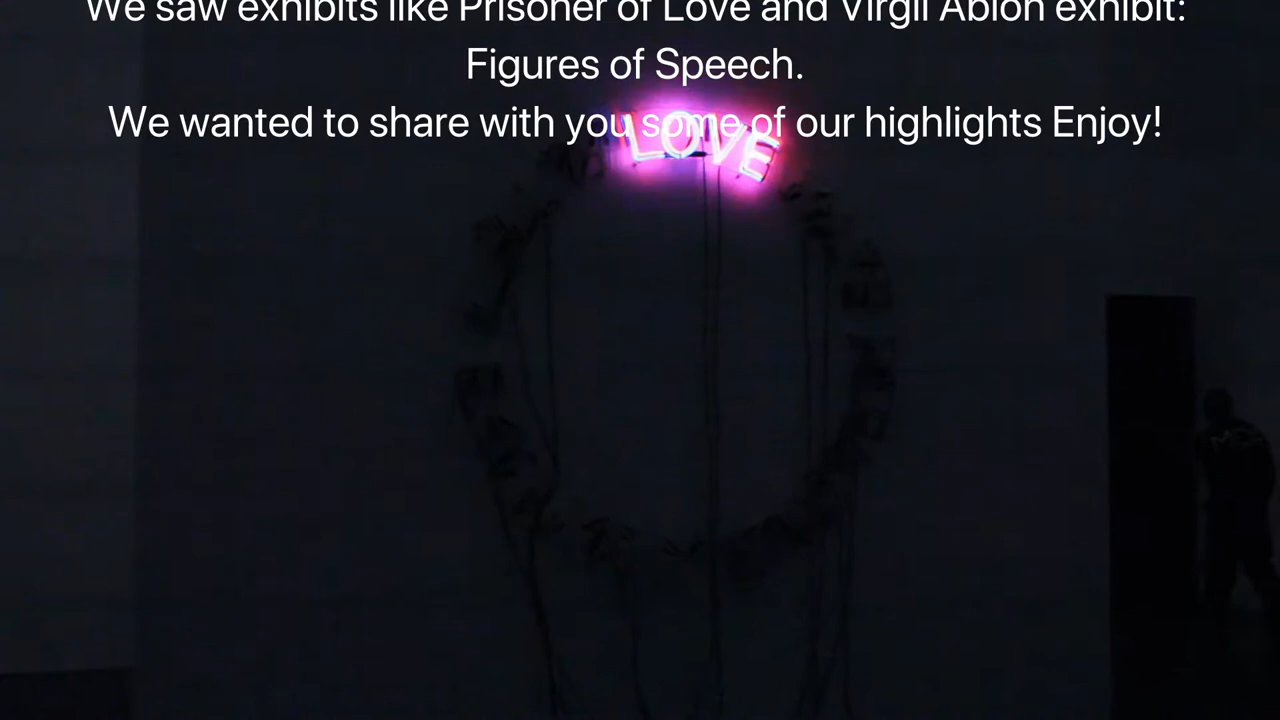 We saw exhibits like Prisoner of Love and Virgil Abloh exhibit:
Figures of Speech.
We wanted to share with you some of our highlights Enjoy!
LOVE